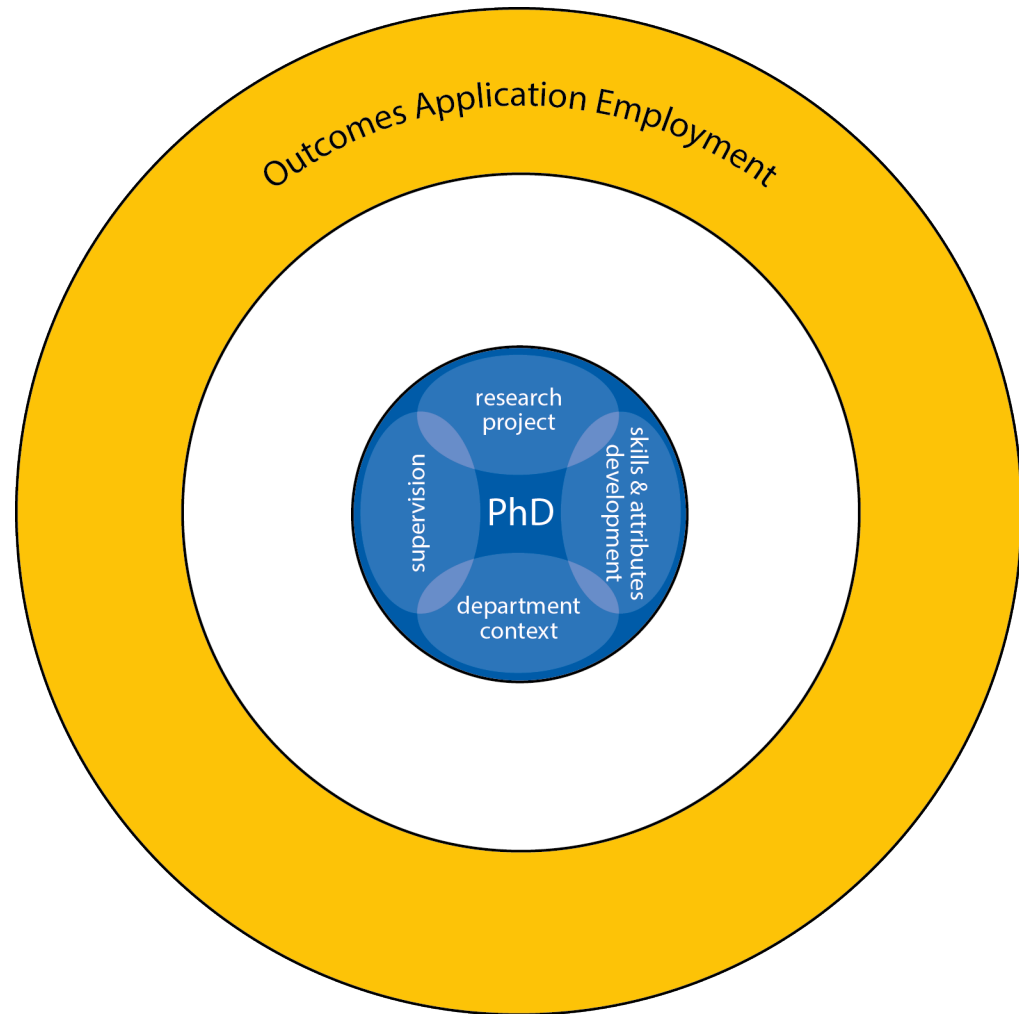 Outcomes Application Employment
research
project
supervision
PhD
skills & attributes
development
department
context